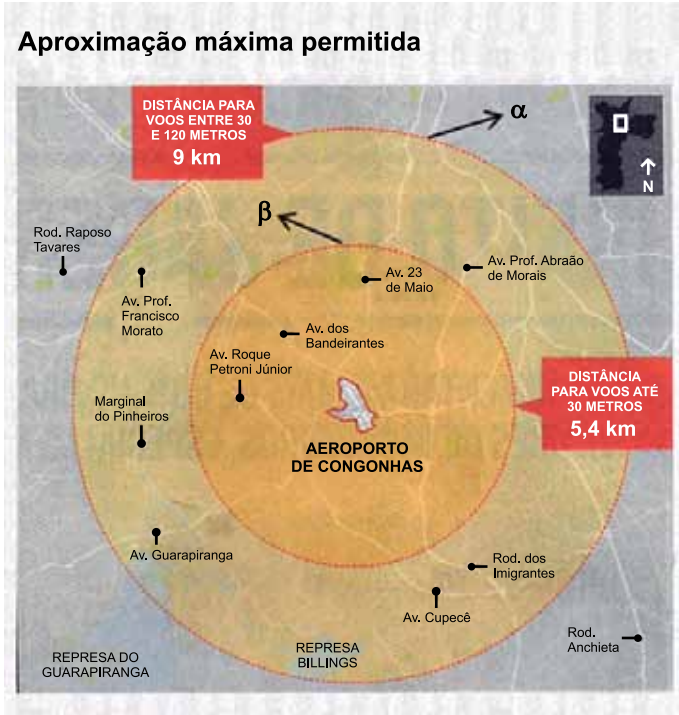 Aproximação máxima permitida
DISTÂNCIA PARA
VOOS ENTRE 30
E 120 METROS
9 km
α
N
β
Rod. Raposo
Tavares
Av. Prof.
Francisco
Morato
Av. 23
de Maio
Av. Prof. Abraão
de Morais
Av. dos
Bandeirantes
Av. Roque
Petroni Júnior
Marginal
do Pinheiros
DISTÂNCIA
PARA VOOS ATÉ
30 METROS
5,4 km
AEROPORTO
DE CONGONHAS
Av. Guarapiranga
Rod. dos
Imigrantes
Av. Cupecê
Rod.
Anchieta
REPRESA DO
GUARAPIRANGA
REPRESA
BILLINGS